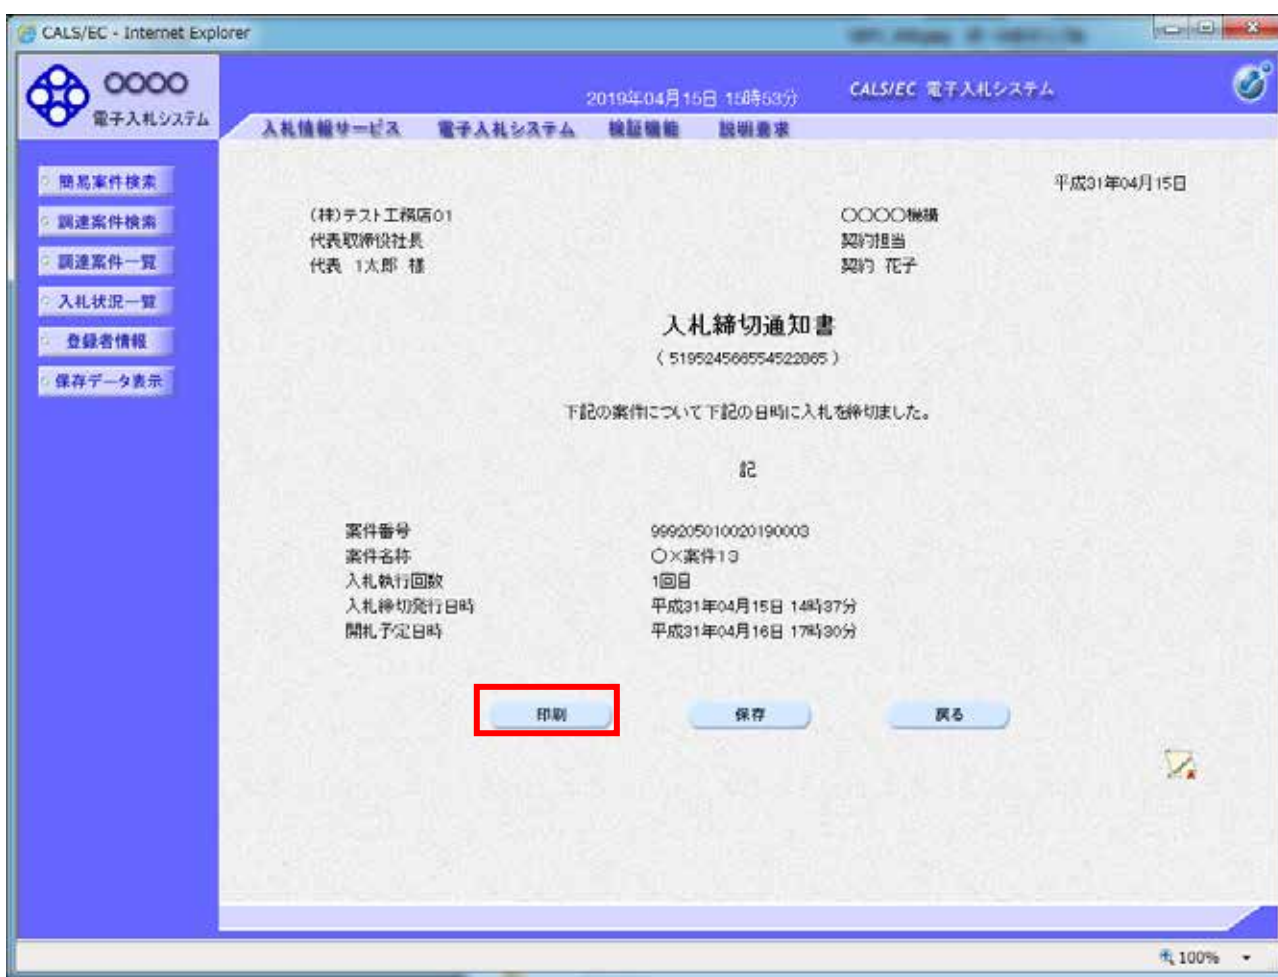 CALS/EC - Internet Explorer
〇〇〇〇
電子入札システム
2019年04月15日 15時53分
CALS/EC 電子入札システム
入札情報サービス 電子入札システム 検証機能 説明要求
簡易案件検索
調達案件検索
調達案件一覧
入札状況一覧
登録者情報
保存データ表示
平成31年04月15日
(株)テスト工務店01
代表取締役社長
代表 1太郎 様
〇〇〇〇機構
契約担当
契約 花子
入札締切通知書
( 519524566554522865 )
下記の案件について下記の日時に入札を締切ました。
記
案件番号 999205010020190003
案件名称 〇×案件13
入札執行回数 1回目
入札締切発行日時 平成31年04月15日 14時37分
開札予定日時 平成31年04月16日 17時30分
印刷 保存 戻る
100%